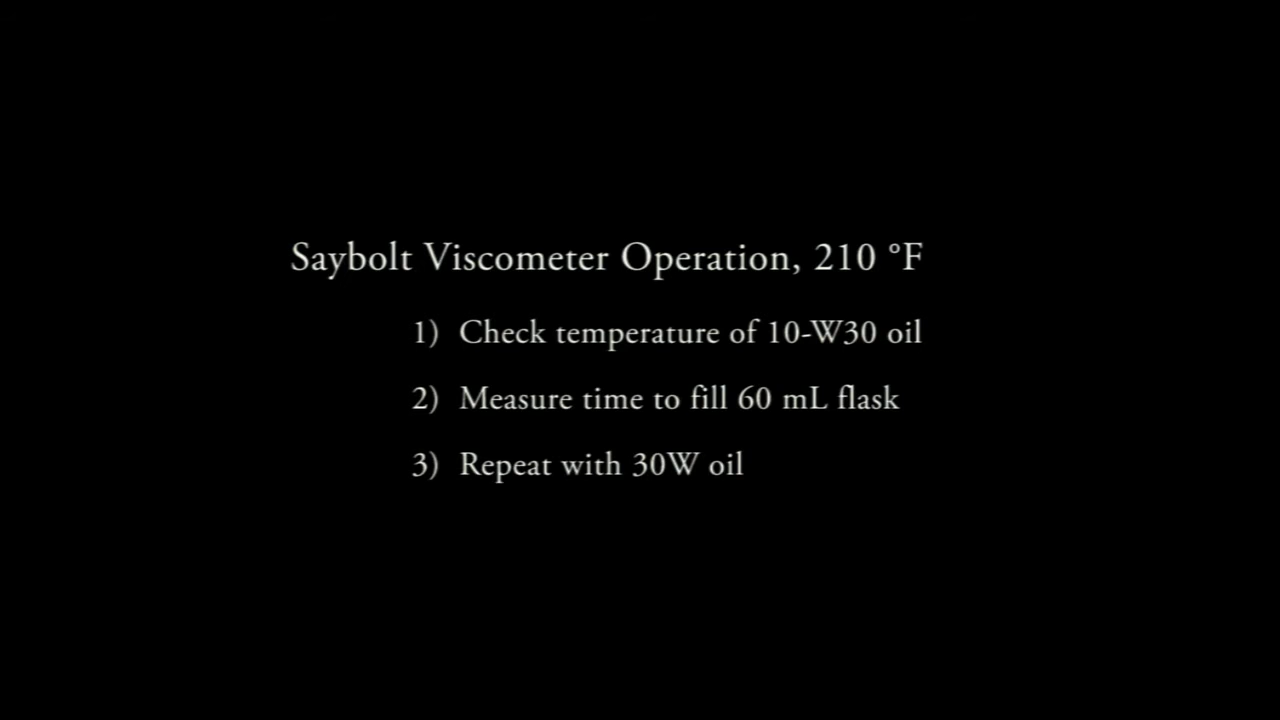 Saybolt Viscometer Operation, 210 °F
1) Check temperature of 10-W30 oil
2) Measure time to fill 60 mL flask
3) Repeat with 30W oil